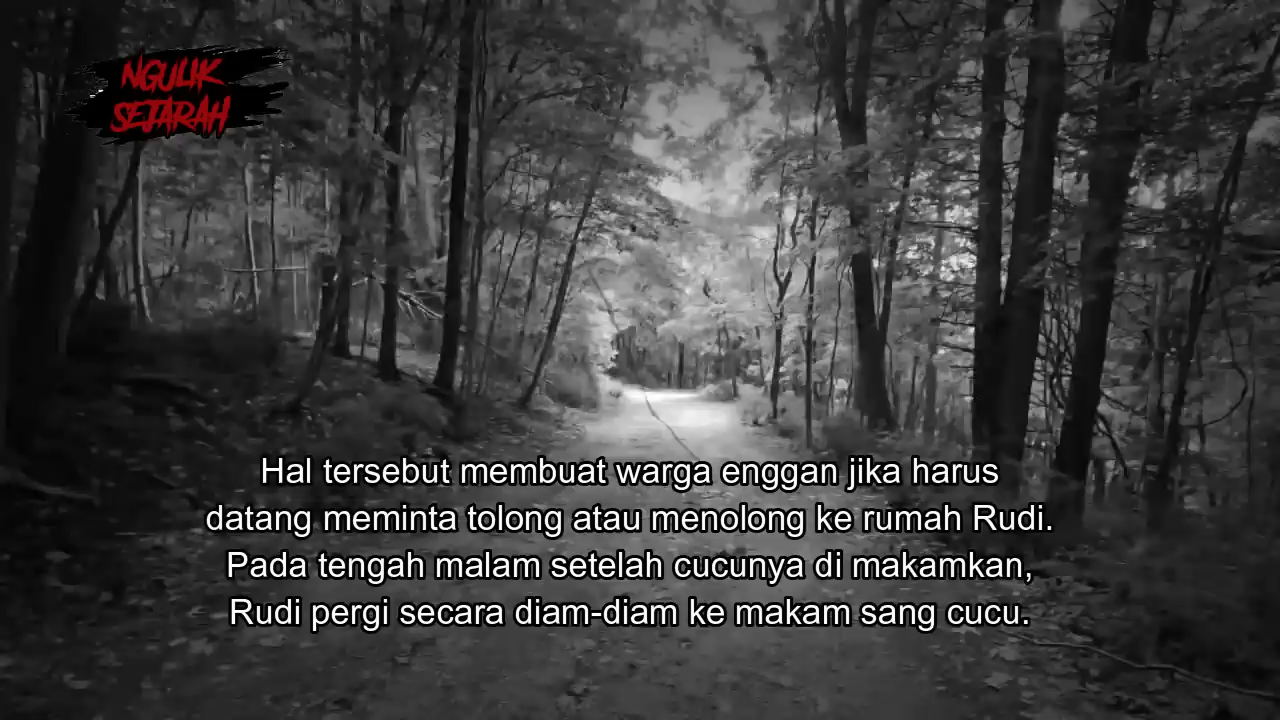 NGULIK
SEJARAH
Hal tersebut membuat warga enggan jika harus
datang meminta tolong atau menolong ke rumah Rudi.
Pada tengah malam setelah cucunya di makamkan,
Rudi pergi secara diam-diam ke makam sang cucu.